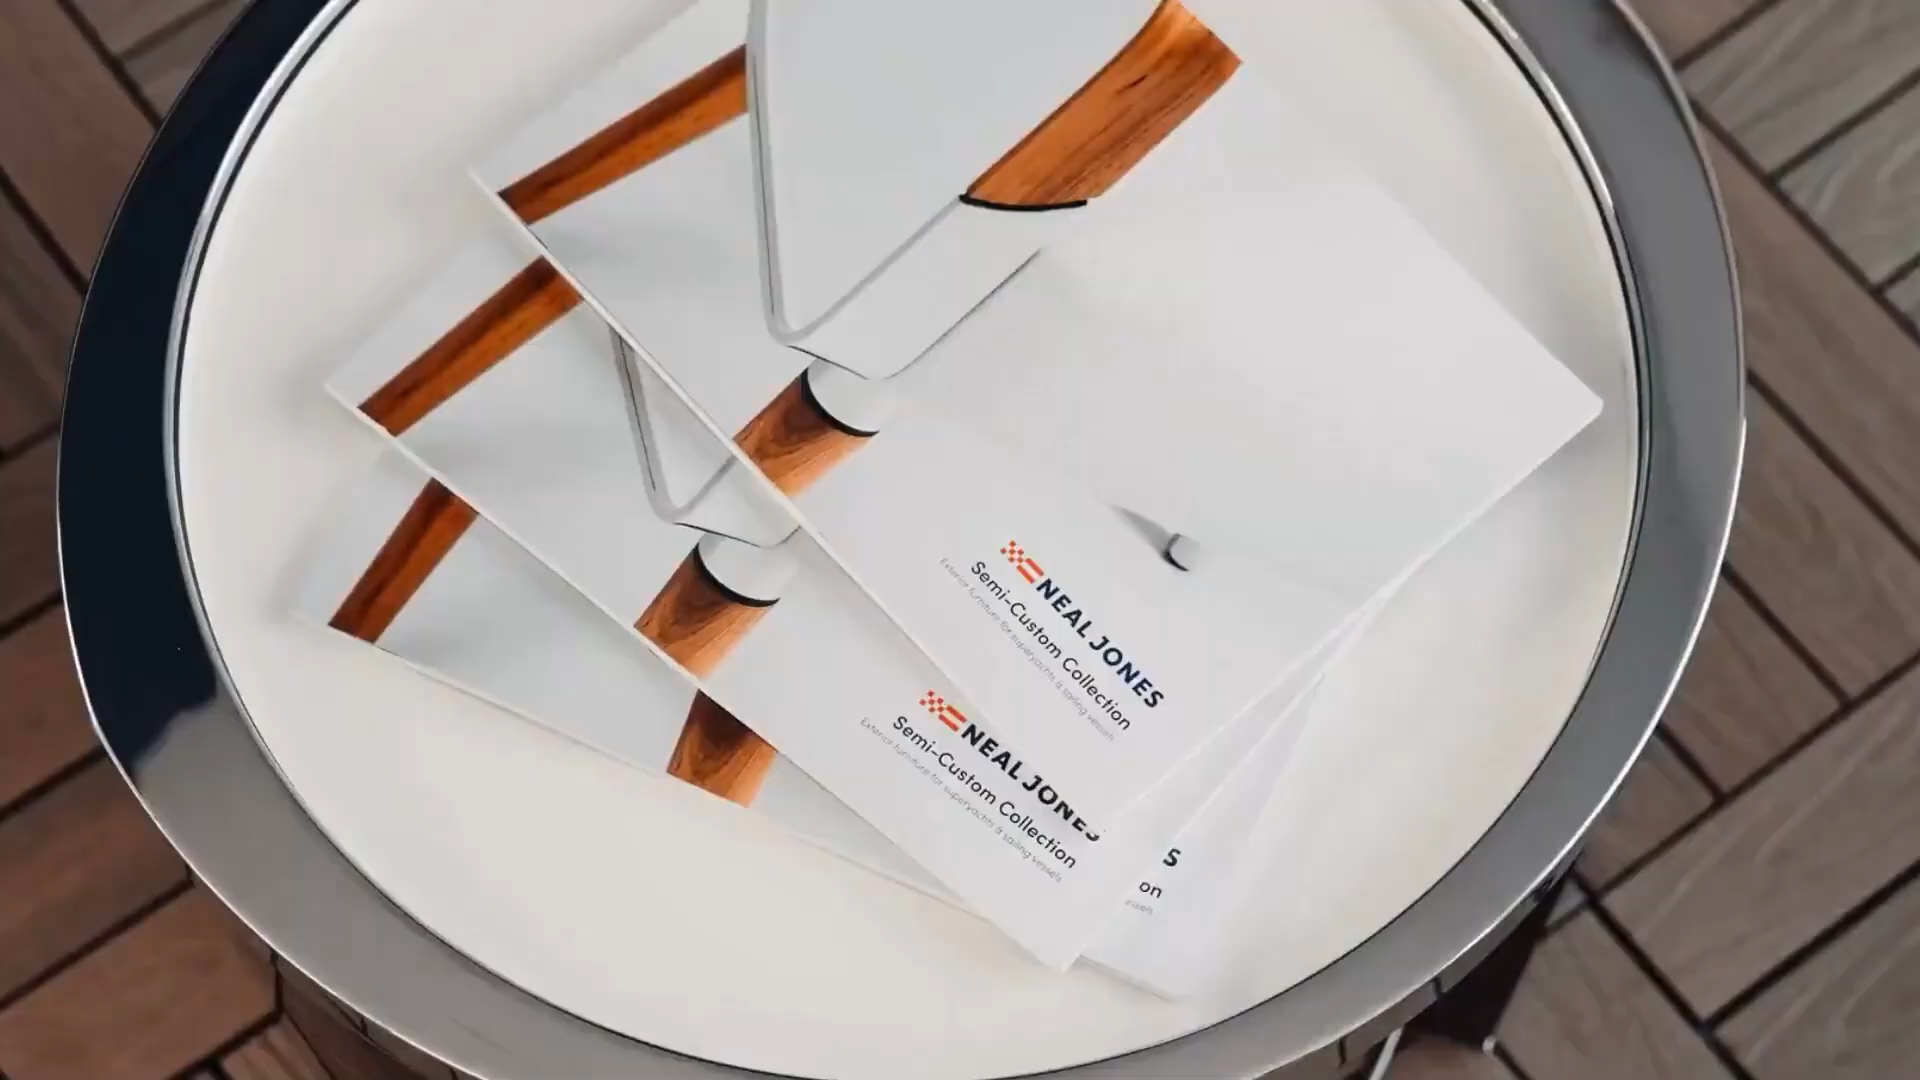 NEAL JONES
Semi-Custom Collection
Exterior furniture for superyachts & sailing vessels
NEAL JONES
Semi-Custom Collection
Exterior furniture for superyachts & sailing vessels
S
on